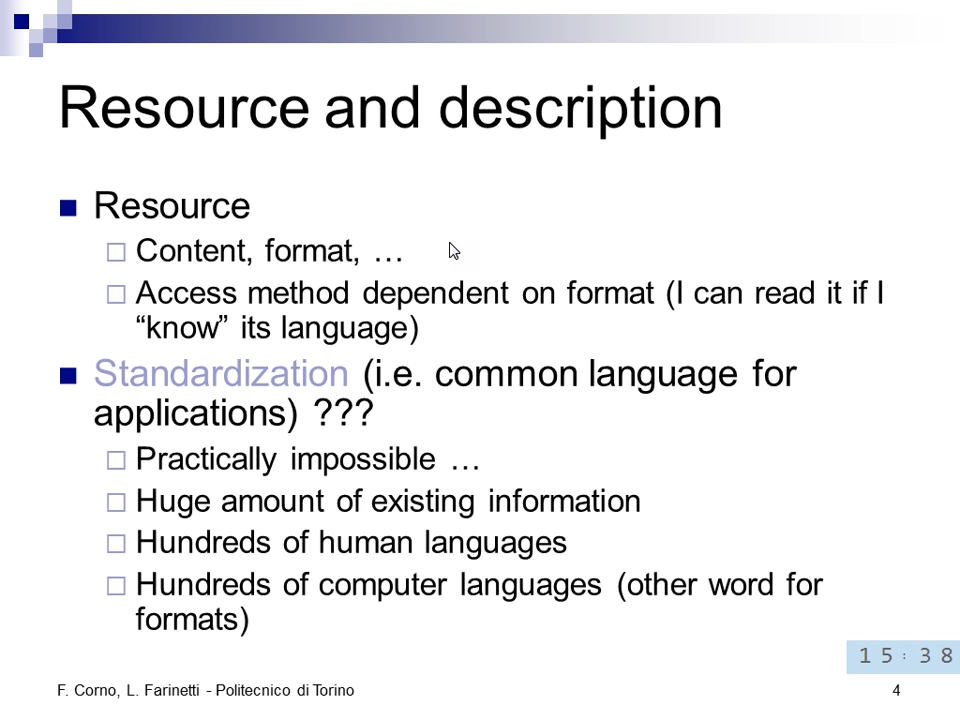 Resource and description
Resource
Content, format, …
Access method dependent on format (I can read it if I
“know” its language)
Standardization (i.e. common language for
applications) ???
Practically impossible …
Huge amount of existing information
Hundreds of human languages
Hundreds of computer languages (other word for
formats)
15:38
F. Corno, L. Farinetti - Politecnico di Torino
4